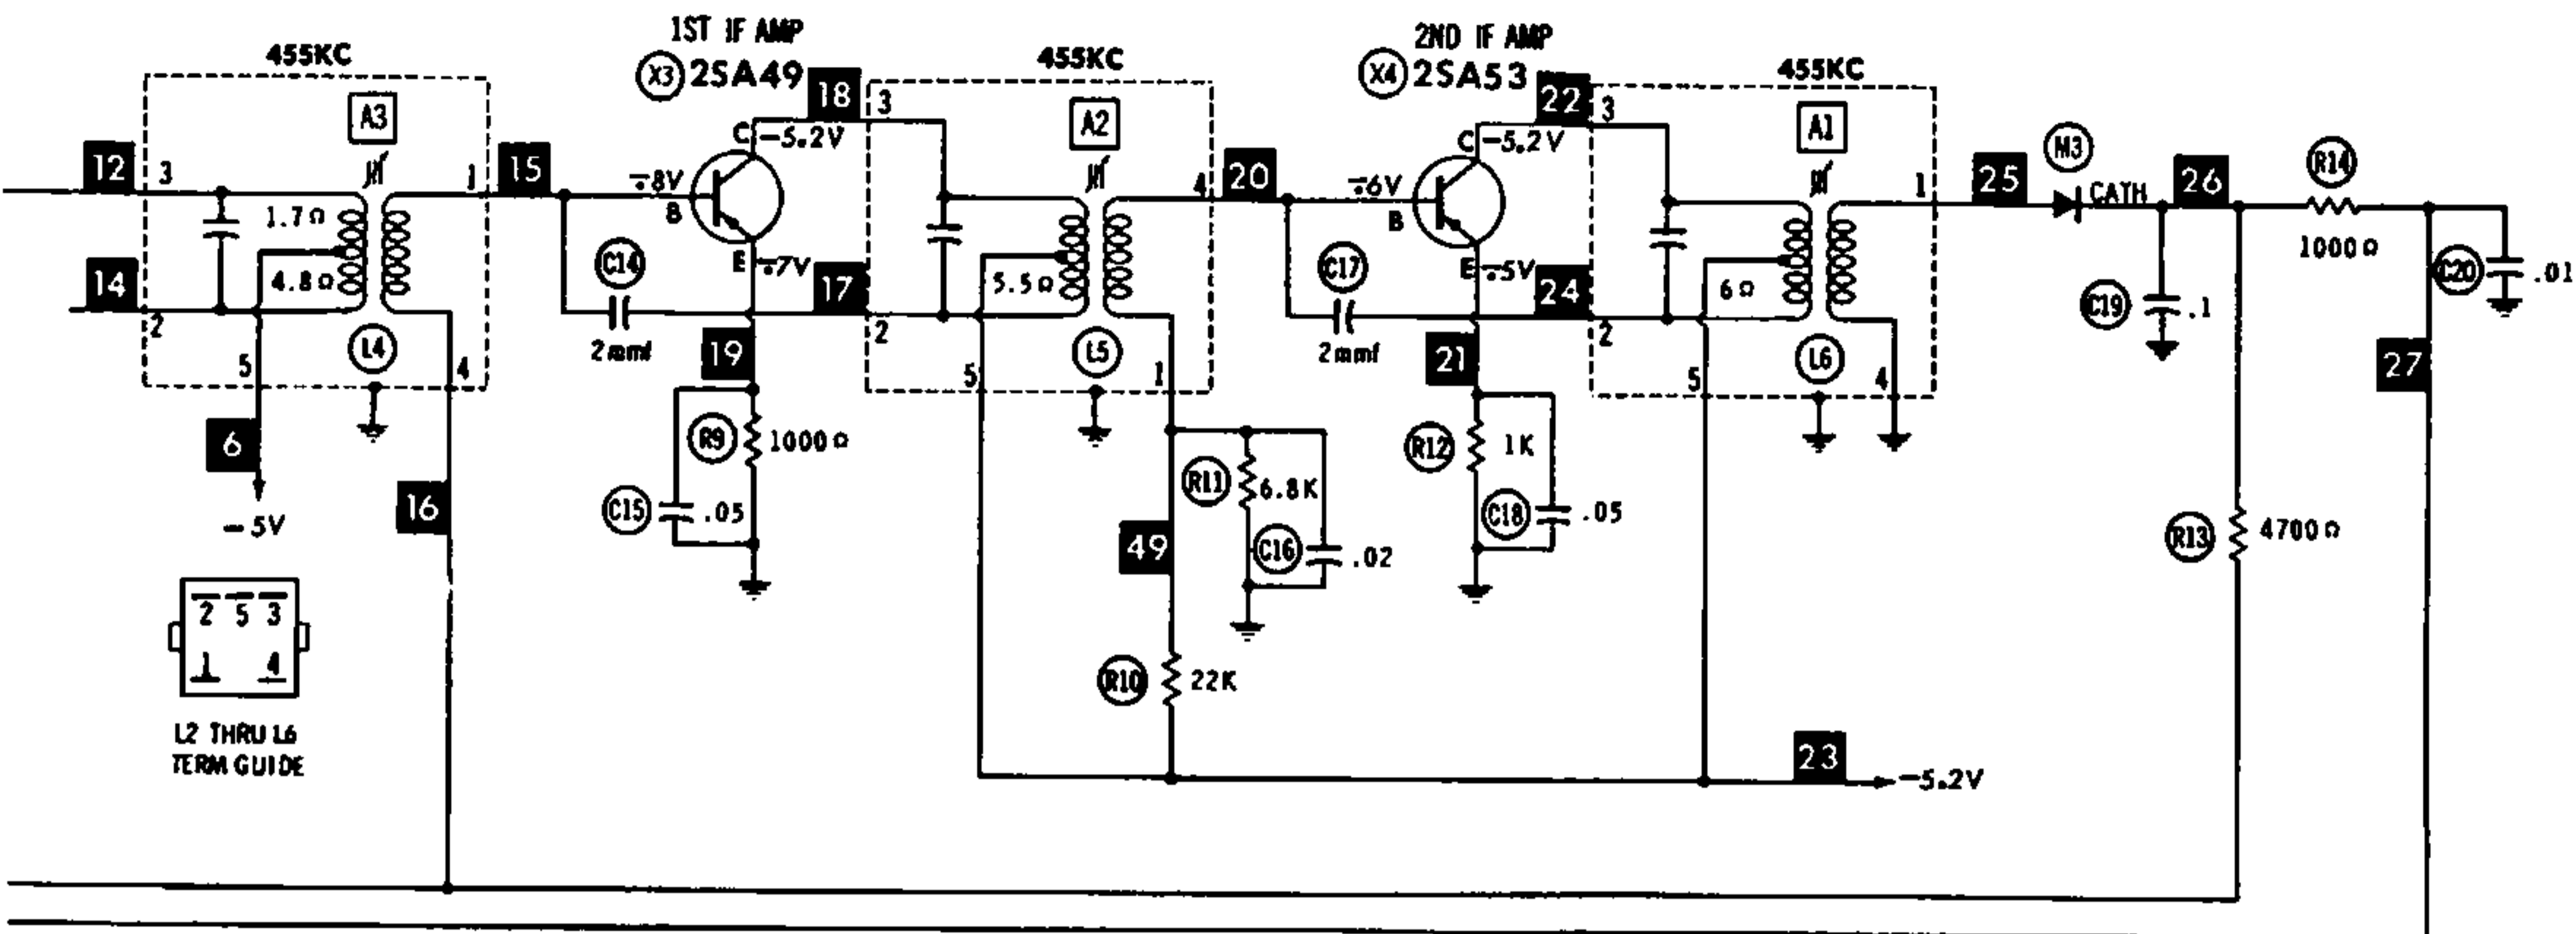 1ST IF AMP
2ND IF AMP
455KC
X3 2SA49
455KC
X4 2SA53
455KC
A3
18
3
A2
22
3
A1
C
-5.2V
C
-5.2V
M3
R14
12
3
1
15
-.8V
4
20
-.6V
1
25
CATH
26
1.7Ω
B
B
1000Ω
14
4.8Ω
C14
E
-.7V
17
5.5Ω
C17
E
-.5V
24
6Ω
C19
.1
C20
.01
2
L4
2mmf
19
2
L5
2mmf
21
2
L6
27
5
4
5
1
5
4
6
R9
1000Ω
R11
6.8K
R12
1K
16
C15
.05
C18
.05
-5V
49
C16
.02
R13
4700Ω
2 5 3
1 4
R10
22K
L2 THRU L6
TERM GUIDE
23
-5.2V